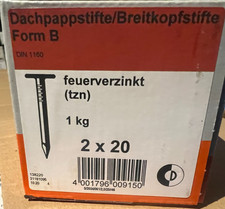 Dachpappstifte/Breitkopfstifte
Form B
DIN 1160
feuerverzinkt
(tzn)
1 kg
2 x 20
4 001796 009150